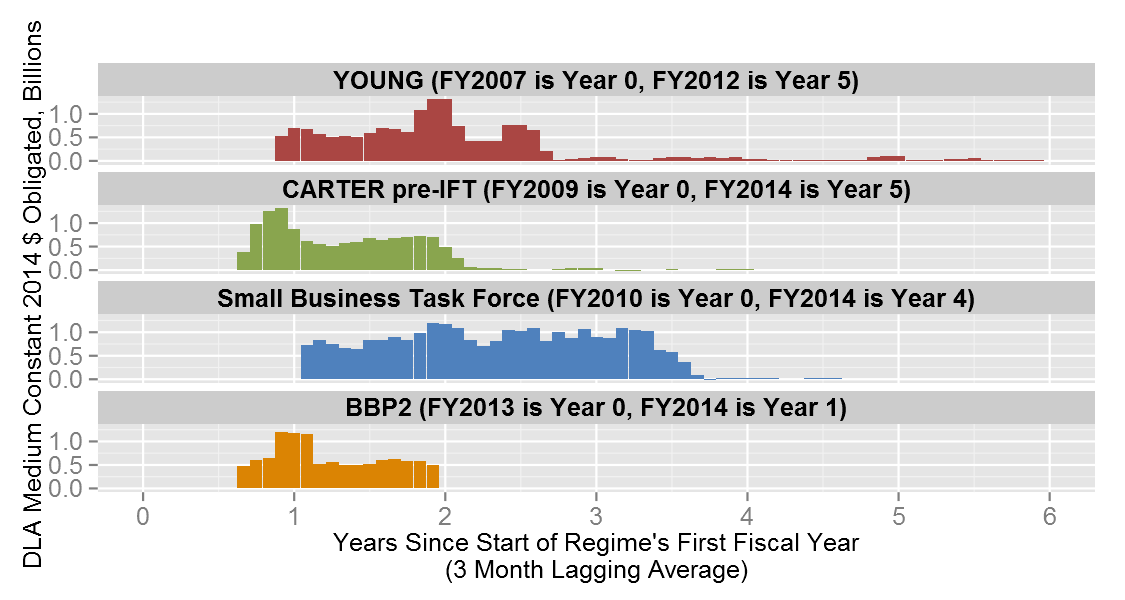 DLA Medium Constant 2014 $ Obligated, Billions
YOUNG (FY2007 is Year 0, FY2012 is Year 5)
1.0
0.5
0.0
CARTER pre-IFT (FY2009 is Year 0, FY2014 is Year 5)
1.0
0.5
0.0
Small Business Task Force (FY2010 is Year 0, FY2014 is Year 4)
1.0
0.5
0.0
BBP2 (FY2013 is Year 0, FY2014 is Year 1)
1.0
0.5
0.0
0 1 2 3 4 5 6
Years Since Start of Regime's First Fiscal Year
(3 Month Lagging Average)